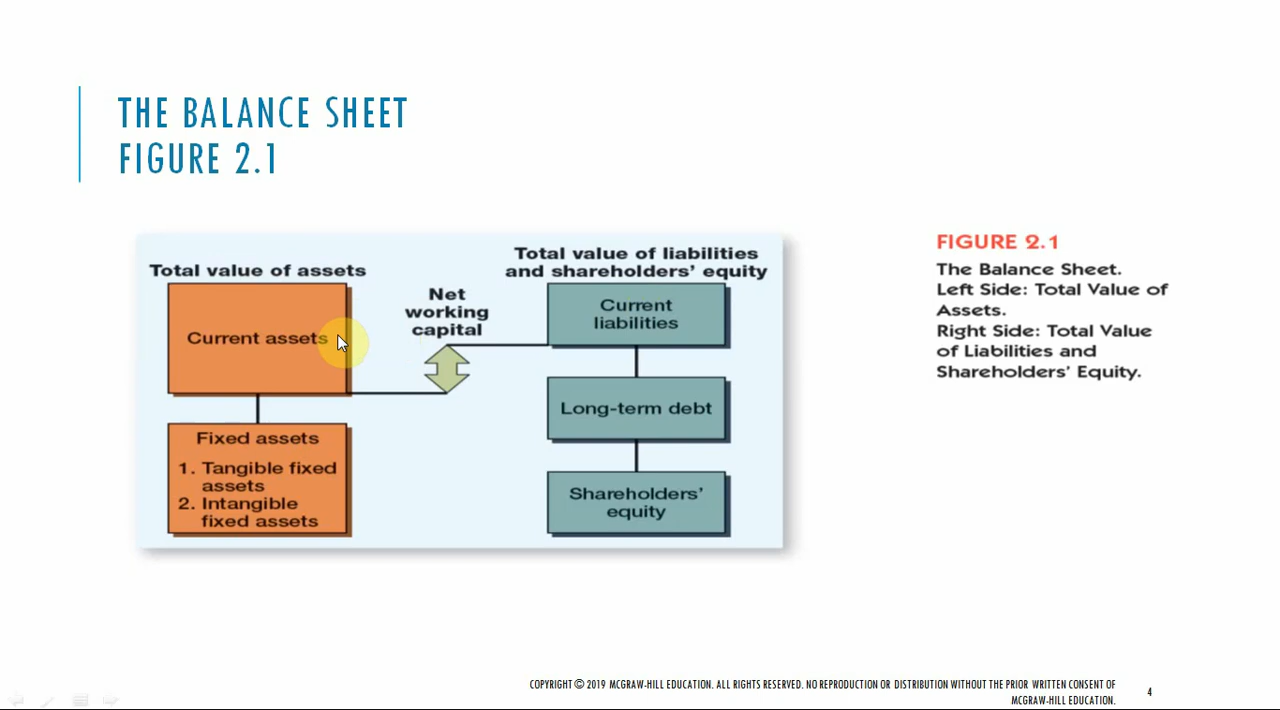 THE BALANCE SHEET
FIGURE 2.1
Total value of assets
Current assets
Fixed assets
1. Tangible fixed
assets
2. Intangible
fixed assets
Net
working
capital
Total value of liabilities
and shareholders’ equity
Current
liabilities
Long-term debt
Shareholders’
equity
FIGURE 2.1
The Balance Sheet.
Left Side: Total Value of
Assets.
Right Side: Total Value
of Liabilities and
Shareholders’ Equity.
COPYRIGHT © 2019 MCGRAW-HILL EDUCATION. ALL RIGHTS RESERVED. NO REPRODUCTION OR DISTRIBUTION WITHOUT THE PRIOR WRITTEN CONSENT OF
MCGRAW-HILL EDUCATION.
4